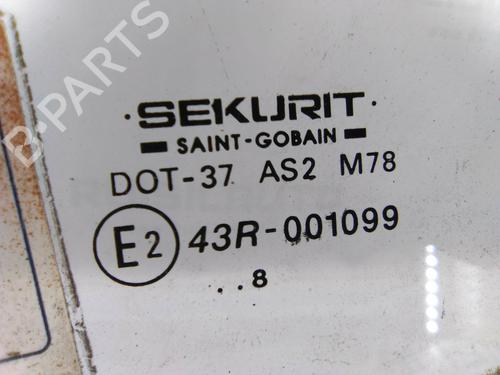 B-PARTS
·SEKURIT·
SAINT-GOBAIN
DOT-37 AS2 M78
E2 43R-001099
..8